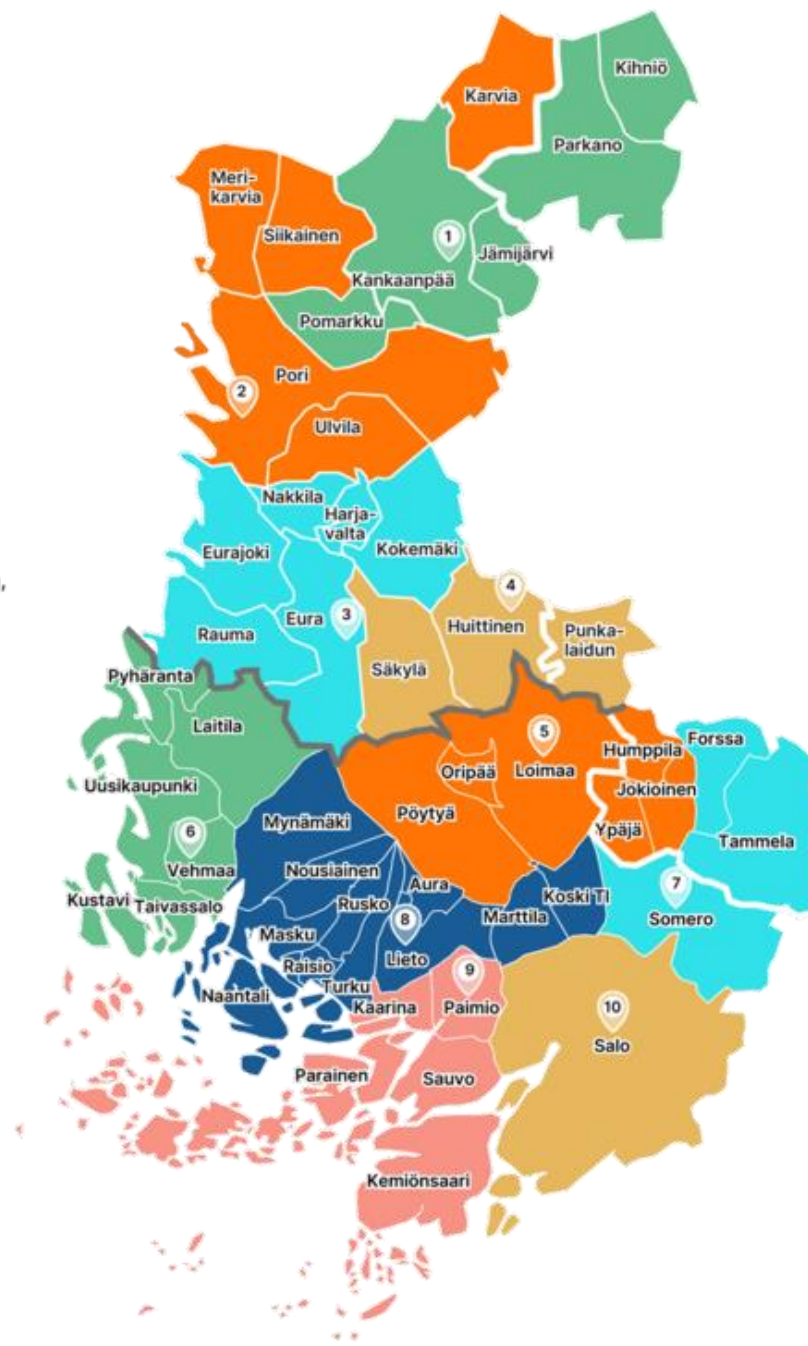 Kihniö
Karvia
Parkano
Meri-
karvia
Siikainen
1
Jämijärvi
Kankaanpää
Pomarkku
Pori
2
Ulvila
Nakkila
Harja-
valta
Eurajoki
Kokemäki
,
4
3
Eura
Huittinen
Rauma
Punka-
laidun
Säkylä
Pyhäranta
Laitila
5
Forssa
Humppila
Oripää
Loimaa
Uusikaupunki
Jokioinen
Pöytyä
Mynämäki
6
Ypäjä
Tammela
Vehmaa
Nousiainen
Aura
7
Kustavi
Taivassalo
Rusko
Koski Tl
8
Marttila
Somero
Masku
Lieto
Raisio
9
Turku
Naantali
Kaarina
Paimio
10
Salo
Parainen
Sauvo
Kemiönsaari